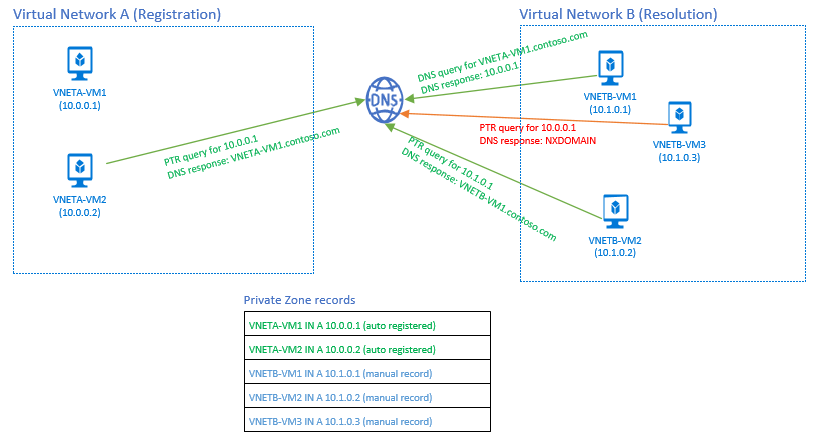 Virtual Network A (Registration)
Virtual Network B (Resolution)
VNETA-VM1
(10.0.0.1)
VNETA-VM2
(10.0.0.2)
PTR query for 10.0.0.1
DNS response: VNETA-VM1.contoso.com
DNS
DNS query for VNETA-VM1.contoso.com
DNS response: 10.0.0.1
PTR query for 10.0.0.1
DNS response: NXDOMAIN
PTR query for 10.1.0.1
DNS response: VNETB-VM1.contoso.com
VNETB-VM1
(10.1.0.1)
VNETB-VM3
(10.1.0.3)
VNETB-VM2
(10.1.0.2)
Private Zone records
VNETA-VM1 IN A 10.0.0.1 (auto registered)
VNETA-VM2 IN A 10.0.0.2 (auto registered)
VNETB-VM1 IN A 10.1.0.1 (manual record)
VNETB-VM2 IN A 10.1.0.2 (manual record)
VNETB-VM3 IN A 10.1.0.3 (manual record)